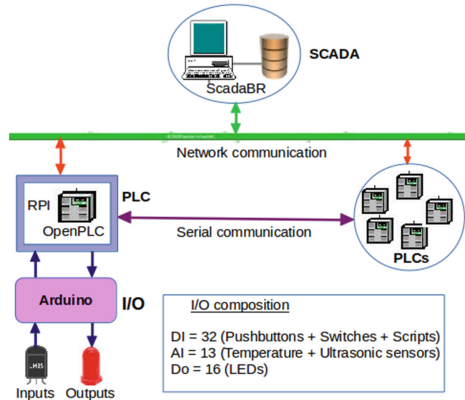 SCADA
ScadaBR
Network communication
RPI
OpenPLC
PLC
Serial communication
PLCs
Arduino
I/O
Inputs
Outputs
I/O composition
DI = 32 (Pushbuttons + Switches + Scripts)
AI = 13 (Temperature + Ultrasonic sensors)
Do = 16 (LEDs)